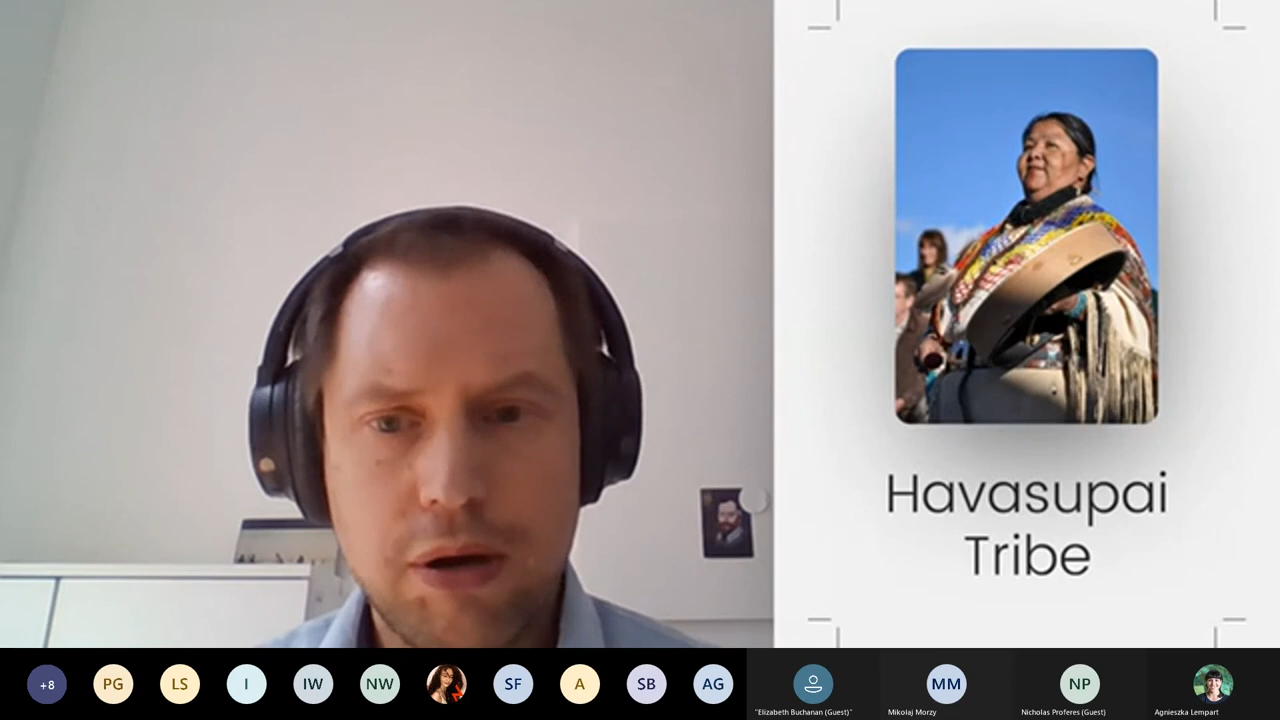 Havasupai
Tribe
+8
PG
LS
I
IW
NW
SF
A
SB
AG
MM
NP
"Elizabeth Buchanan (Guest)"
Mikołaj Morzy
Nicholas Proferes (Guest)
Agnieszka Lempart